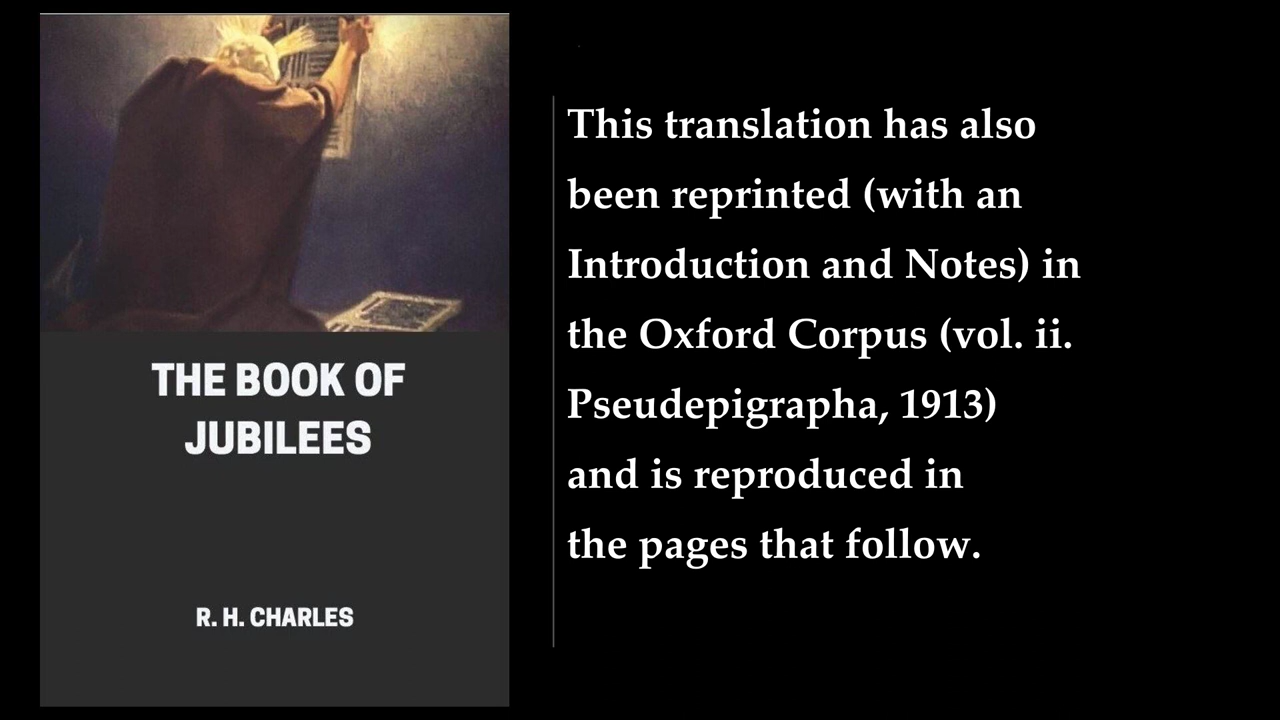 THE BOOK OF
JUBILEES
R. H. CHARLES
This translation has also
been reprinted (with an
Introduction and Notes) in
the Oxford Corpus (vol. ii.
Pseudepigrapha, 1913)
and is reproduced in
the pages that follow.